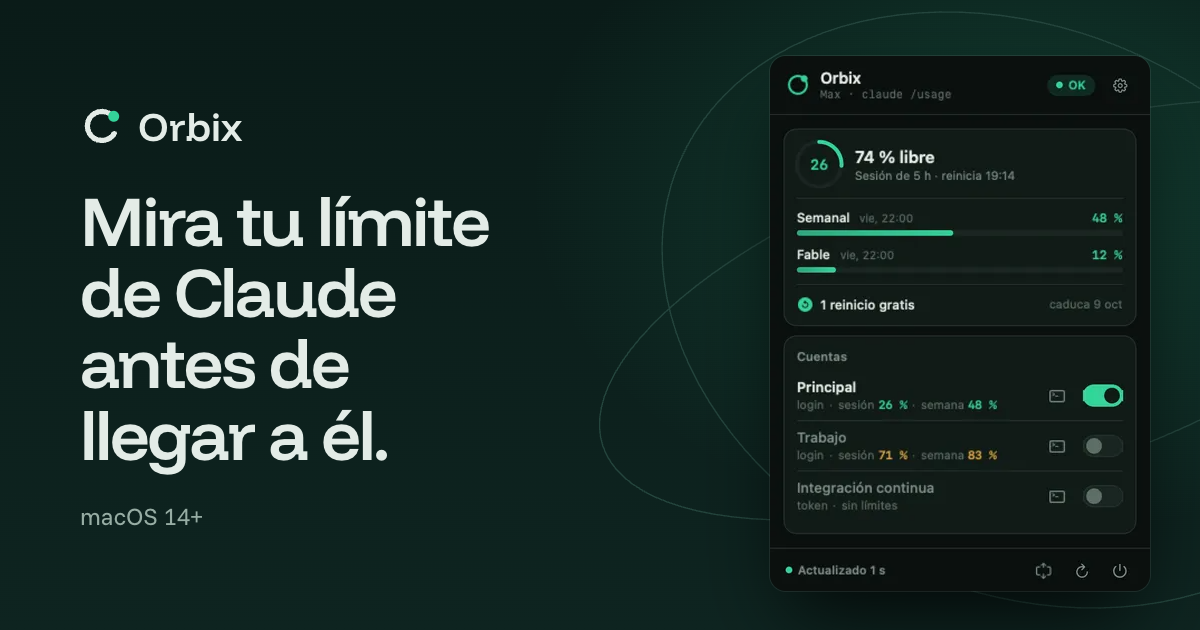 Orbix
Mira tu límite
de Claude
antes de
llegar a él.
macOS 14+
Orbix
Max · claude /usage
OK
26
74 % libre
Sesión de 5 h · reinicia 19:14
Semanal vie, 22:00 48 %
Fable vie, 22:00 12 %
1 reinicio gratis caduca 9 oct
Cuentas
Principal
login · sesión 26 % · semana 48 %
Trabajo
login · sesión 71 % · semana 83 %
Integración continua
token · sin límites
Actualizado 1 s